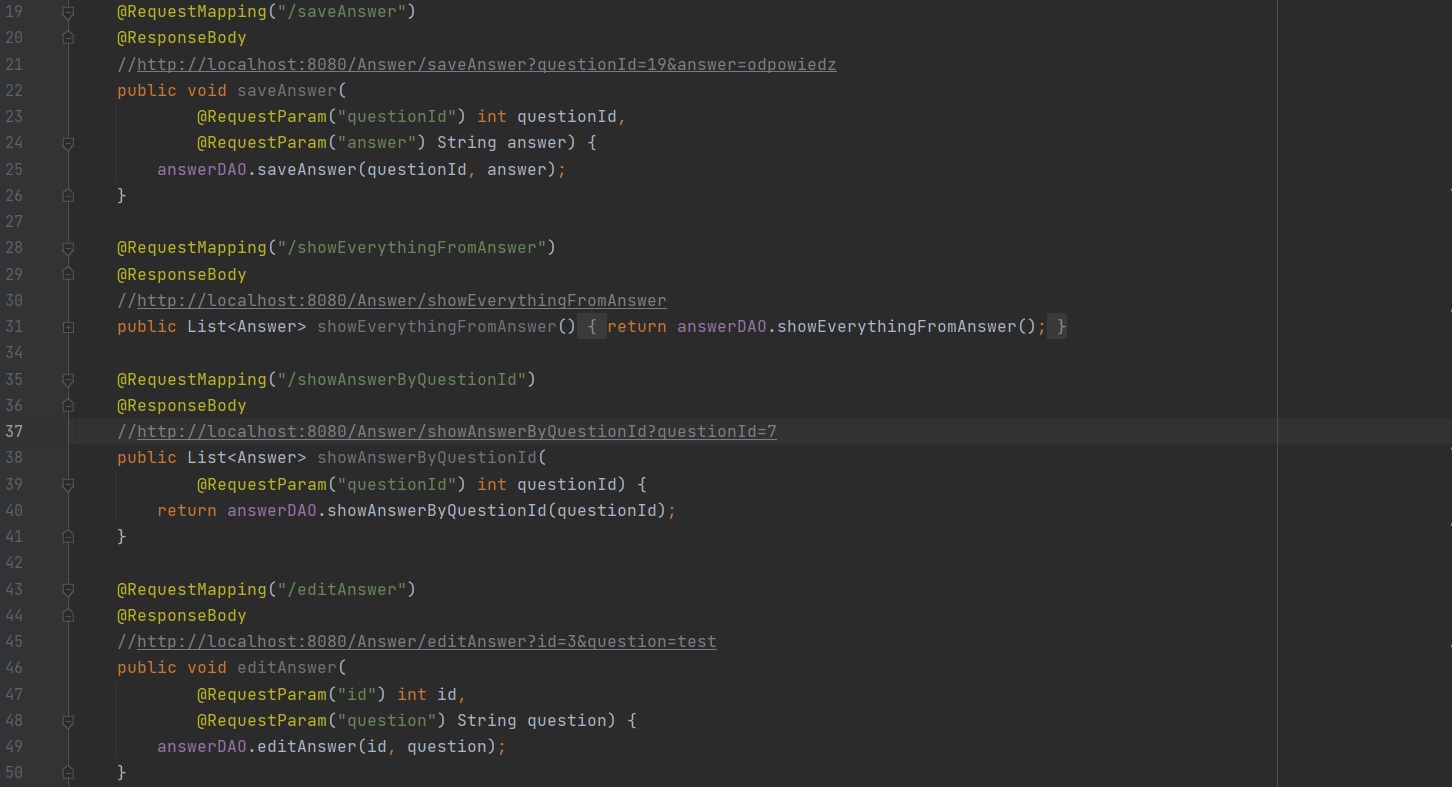 19 @RequestMapping("/saveAnswer")
20 @ResponseBody
21 //http://localhost:8080/Answer/saveAnswer?questionId=19&answer=odpowiedz
22 public void saveAnswer(
23 @RequestParam("questionId") int questionId,
24 @RequestParam("answer") String answer) {
25 answerDAO.saveAnswer(questionId, answer);
26 }
27
28 @RequestMapping("/showEverythingFromAnswer")
29 @ResponseBody
30 //http://localhost:8080/Answer/showEverythingFromAnswer
31 public List<Answer> showEverythingFromAnswer() { return answerDAO.showEverythingFromAnswer(); }
34
35 @RequestMapping("/showAnswerByQuestionId")
36 @ResponseBody
37 //http://localhost:8080/Answer/showAnswerByQuestionId?questionId=7
38 public List<Answer> showAnswerByQuestionId(
39 @RequestParam("questionId") int questionId) {
40 return answerDAO.showAnswerByQuestionId(questionId);
41 }
42
43 @RequestMapping("/editAnswer")
44 @ResponseBody
45 //http://localhost:8080/Answer/editAnswer?id=3&question=test
46 public void editAnswer(
47 @RequestParam("id") int id,
48 @RequestParam("question") String question) {
49 answerDAO.editAnswer(id, question);
50 }